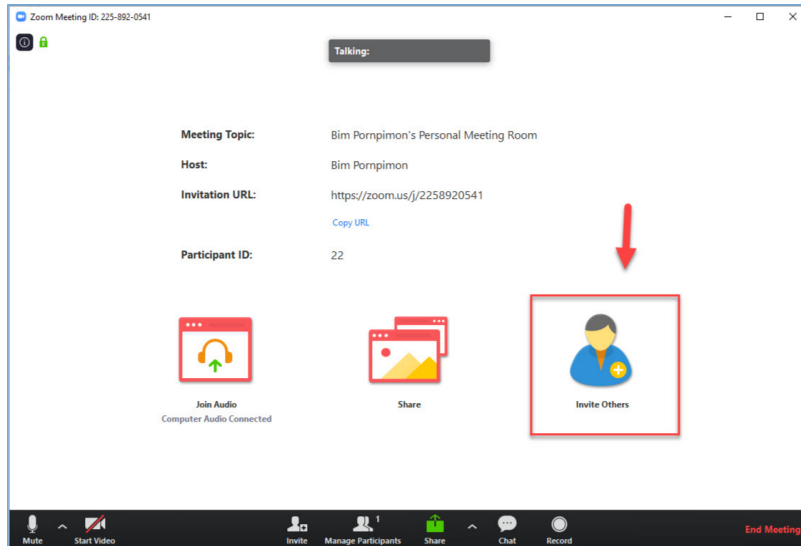 Zoom Meeting ID: 225-892-0541
Talking:
Meeting Topic: Bim Pornpimon's Personal Meeting Room
Host: Bim Pornpimon
Invitation URL: https://zoom.us/j/2258920541
Copy URL
Participant ID: 22
Join Audio
Computer Audio Connected
Share
Invite Others
Mute
Start Video
Invite
1
Manage Participants
Share
Chat
Record
End Meeting